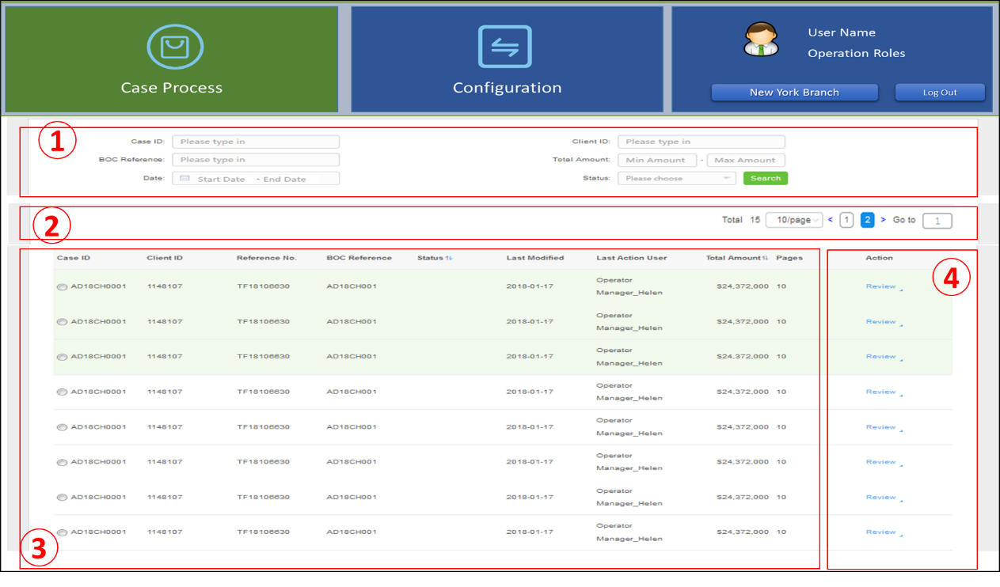 Case Process
Configuration
User Name
Operation Roles
New York Branch
Log Out
1
Case ID: Please type in Client ID: Please type in
BOC Reference: Please type in Total Amount: Min Amount - Max Amount
Date: Start Date - End Date Status: Please choose Search
2
Total 15 10/page < 1 2 > Go to 1
3
Case ID Client ID Reference No. BOC Reference Status Last Modified Last Action User Total Amount Pages Action
4
AD18CH0001 1148107 TF18106630 AD18CH001 2018-01-17 Operator Manager_Helen $24,372,000 10 Review
AD18CH0001 1148107 TF18106630 AD18CH001 2018-01-17 Operator Manager_Helen $24,372,000 10 Review
AD18CH0001 1148107 TF18106630 AD18CH001 2018-01-17 Operator Manager_Helen $24,372,000 10 Review
AD18CH0001 1148107 TF18106630 AD18CH001 2018-01-17 Operator Manager_Helen $24,372,000 10 Review
AD18CH0001 1148107 TF18106630 AD18CH001 2018-01-17 Operator Manager_Helen $24,372,000 10 Review
AD18CH0001 1148107 TF18106630 AD18CH001 2018-01-17 Operator Manager_Helen $24,372,000 10 Review
AD18CH0001 1148107 TF18106630 AD18CH001 2018-01-17 Operator Manager_Helen $24,372,000 10 Review
AD18CH0001 1148107 TF18106630 AD18CH001 2018-01-17 Operator Manager_Helen $24,372,000 10 Review